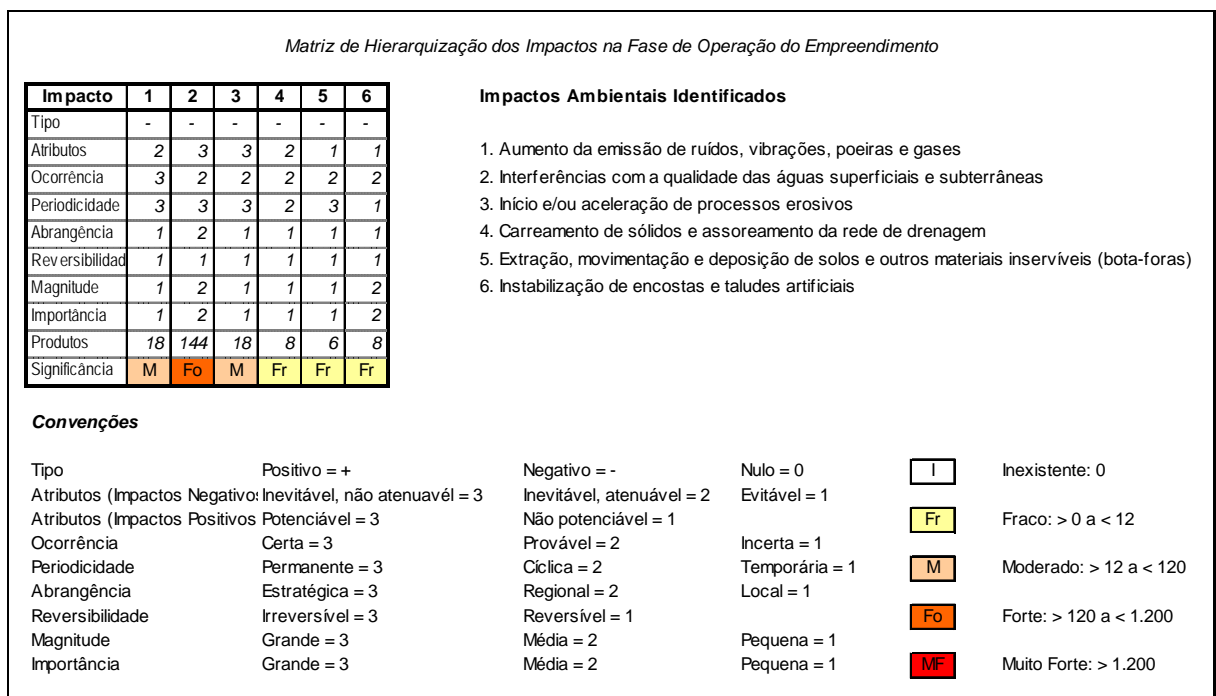 Matriz de Hierarquização dos Impactos na Fase de Operação do Empreendimento
Impacto 1 2 3 4 5 6
Tipo - - - - - -
Atributos 2 3 3 2 1 1
Ocorrência 3 2 2 2 2 2
Periodicidade 3 3 3 2 3 1
Abrangência 1 2 1 1 1 1
Reversibilidad 1 1 1 1 1 1
Magnitude 1 2 1 1 1 2
Importância 1 2 1 1 1 2
Produtos 18 144 18 8 6 8
Significância M Fo M Fr Fr Fr
Impactos Ambientais Identificados
1. Aumento da emissão de ruídos, vibrações, poeiras e gases
2. Interferências com a qualidade das águas superficiais e subterrâneas
3. Início e/ou aceleração de processos erosivos
4. Carreamento de sólidos e assoreamento da rede de drenagem
5. Extração, movimentação e deposição de solos e outros materiais inservíveis (bota-foras)
6. Instabilização de encostas e taludes artificiais
Convenções
Tipo Positivo = + Negativo = - Nulo = 0 I Inexistente: 0
Atributos (Impactos Negativos Inevitável, não atenuavél = 3 Inevitável, atenuável = 2 Evitável = 1
Atributos (Impactos Positivos Potenciável = 3 Não potenciável = 1 Fr Fraco: > 0 a < 12
Ocorrência Certa = 3 Provável = 2 Incerta = 1
Periodicidade Permanente = 3 Cíclica = 2 Temporária = 1 M Moderado: > 12 a < 120
Abrangência Estratégica = 3 Regional = 2 Local = 1
Reversibilidade Irreversível = 3 Reversível = 1 Fo Forte: > 120 a < 1.200
Magnitude Grande = 3 Média = 2 Pequena = 1
Importância Grande = 3 Média = 2 Pequena = 1 MF Muito Forte: > 1.200